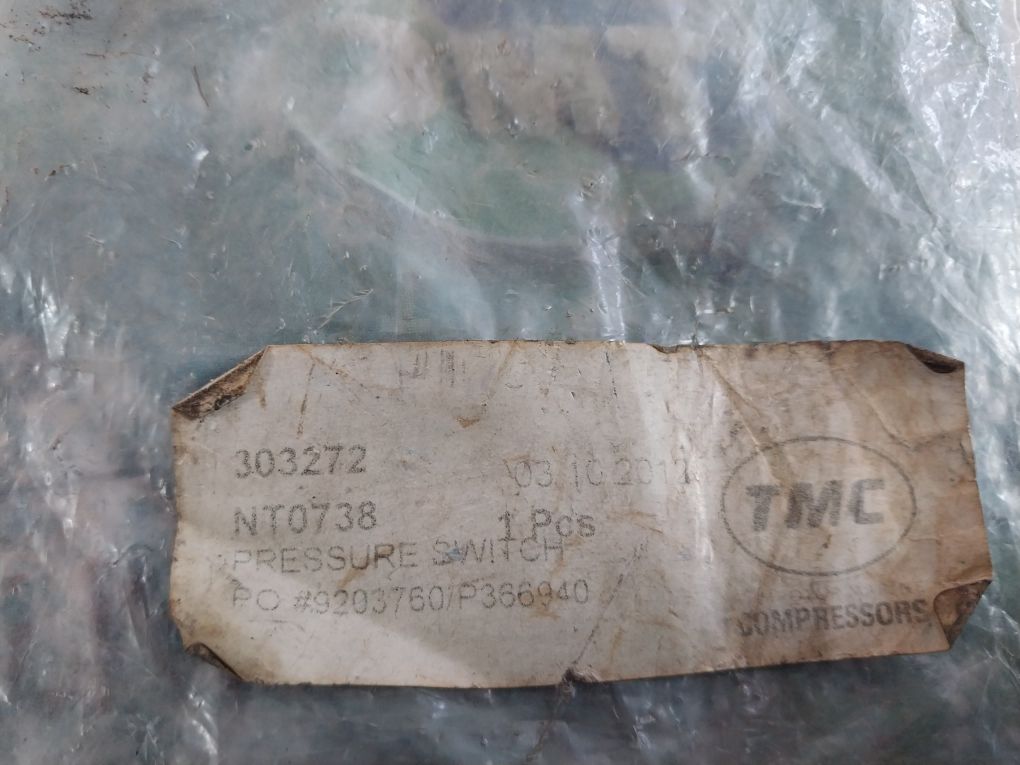 303272
NT0738 1 Pcs
PRESSURE SWITCH
PO #9203760/P366940
TMC
COMPRESSORS